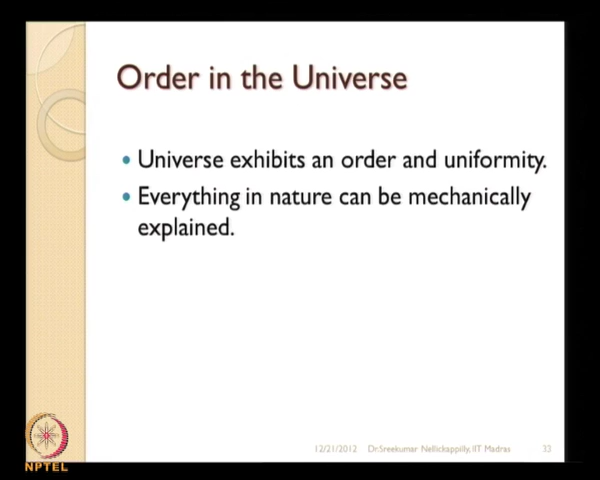 Order in the Universe
• Universe exhibits an order and uniformity.
• Everything in nature can be mechanically
explained.
12/21/2012 Dr.Sreekumar Nellickappilly, IIT Madras 33
NPTEL